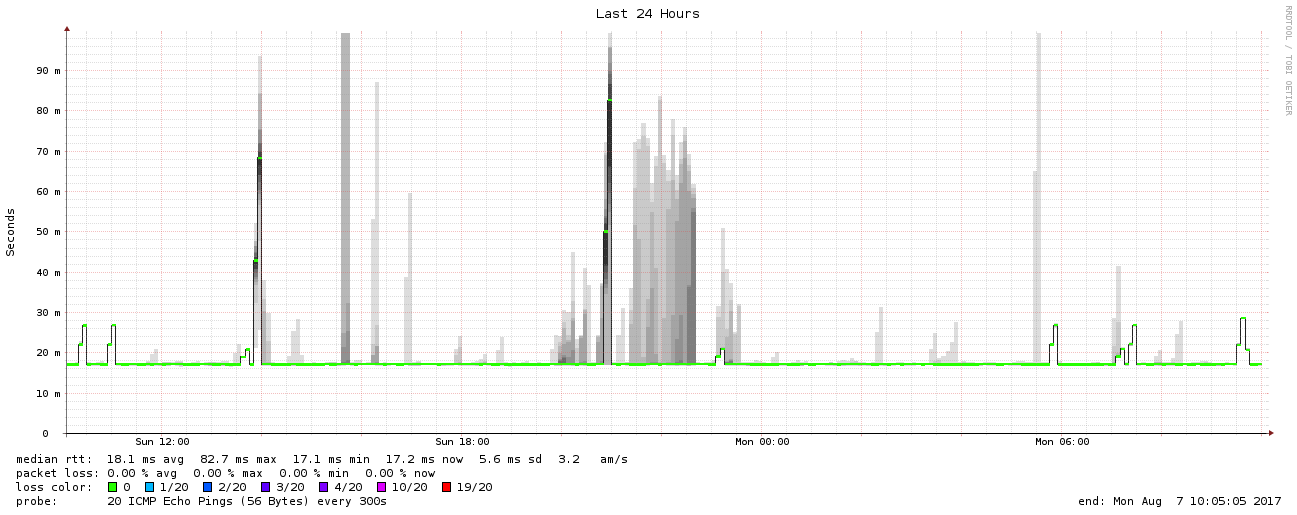 Last 24 Hours
RRDTOOL / TOBI OETIKER
Seconds
90 m
80 m
70 m
60 m
50 m
40 m
30 m
20 m
10 m
0
Sun 12:00 Sun 18:00 Mon 00:00 Mon 06:00
median rtt: 18.1 ms avg 82.7 ms max 17.1 ms min 17.2 ms now 5.6 ms sd 3.2 am/s
packet loss: 0.00 % avg 0.00 % max 0.00 % min 0.00 % now
loss color: 0 1/20 2/20 3/20 4/20 10/20 19/20
probe: 20 ICMP Echo Pings (56 Bytes) every 300s end: Mon Aug 7 10:05:05 2017